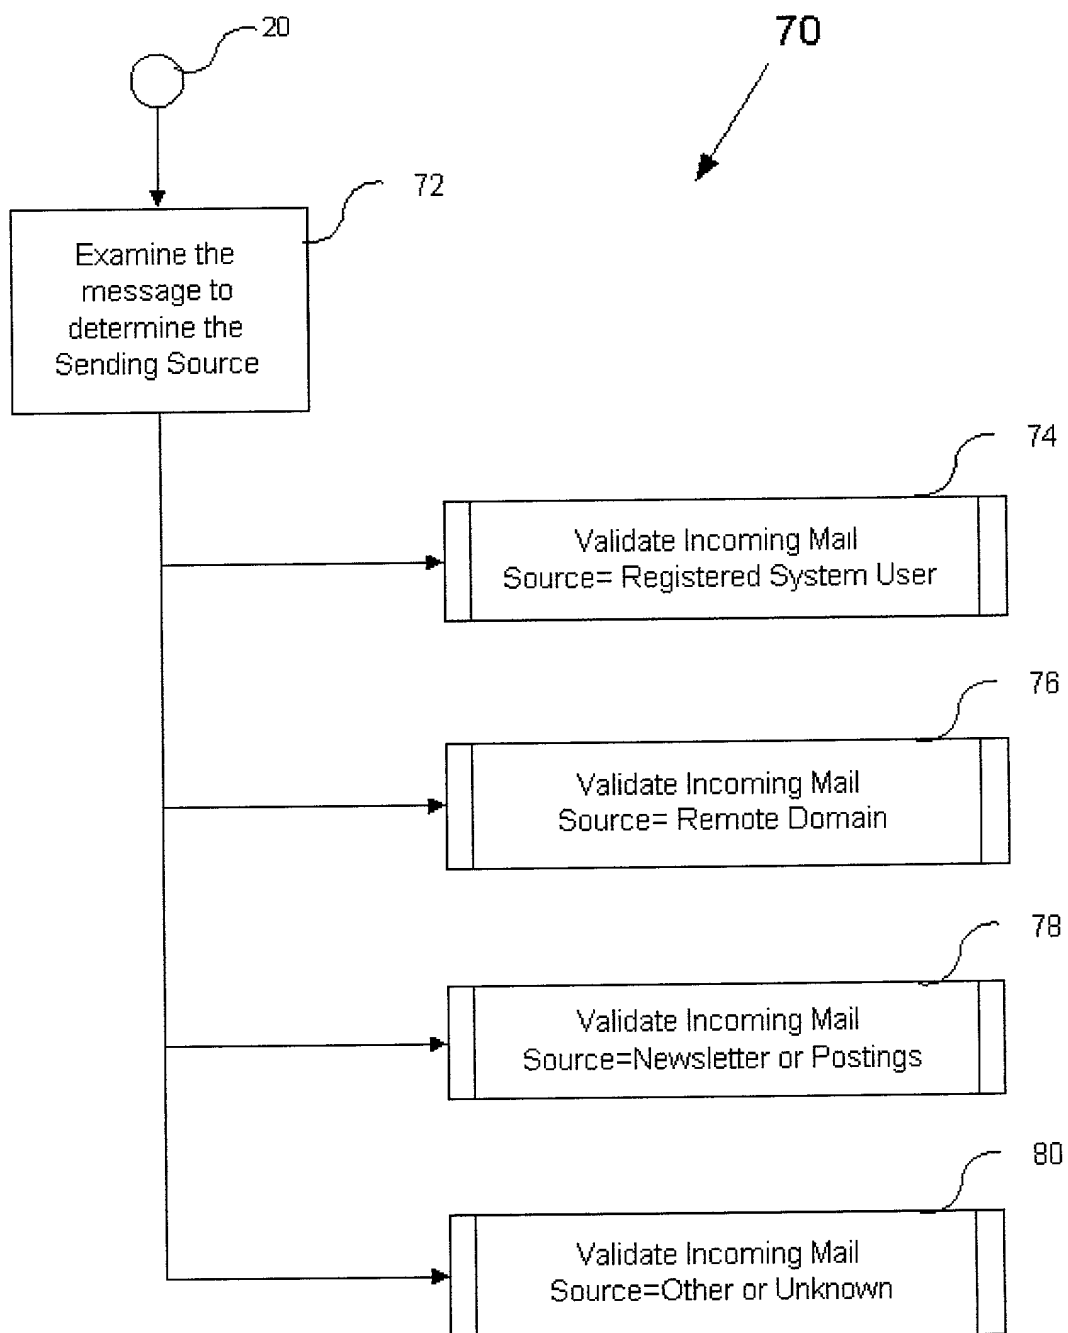 20
70
72
Examine the
message to
determine the
Sending Source
74
Validate Incoming Mail
Source= Registered System User
76
Validate Incoming Mail
Source= Remote Domain
78
Validate Incoming Mail
Source=Newsletter or Postings
80
Validate Incoming Mail
Source=Other or Unknown